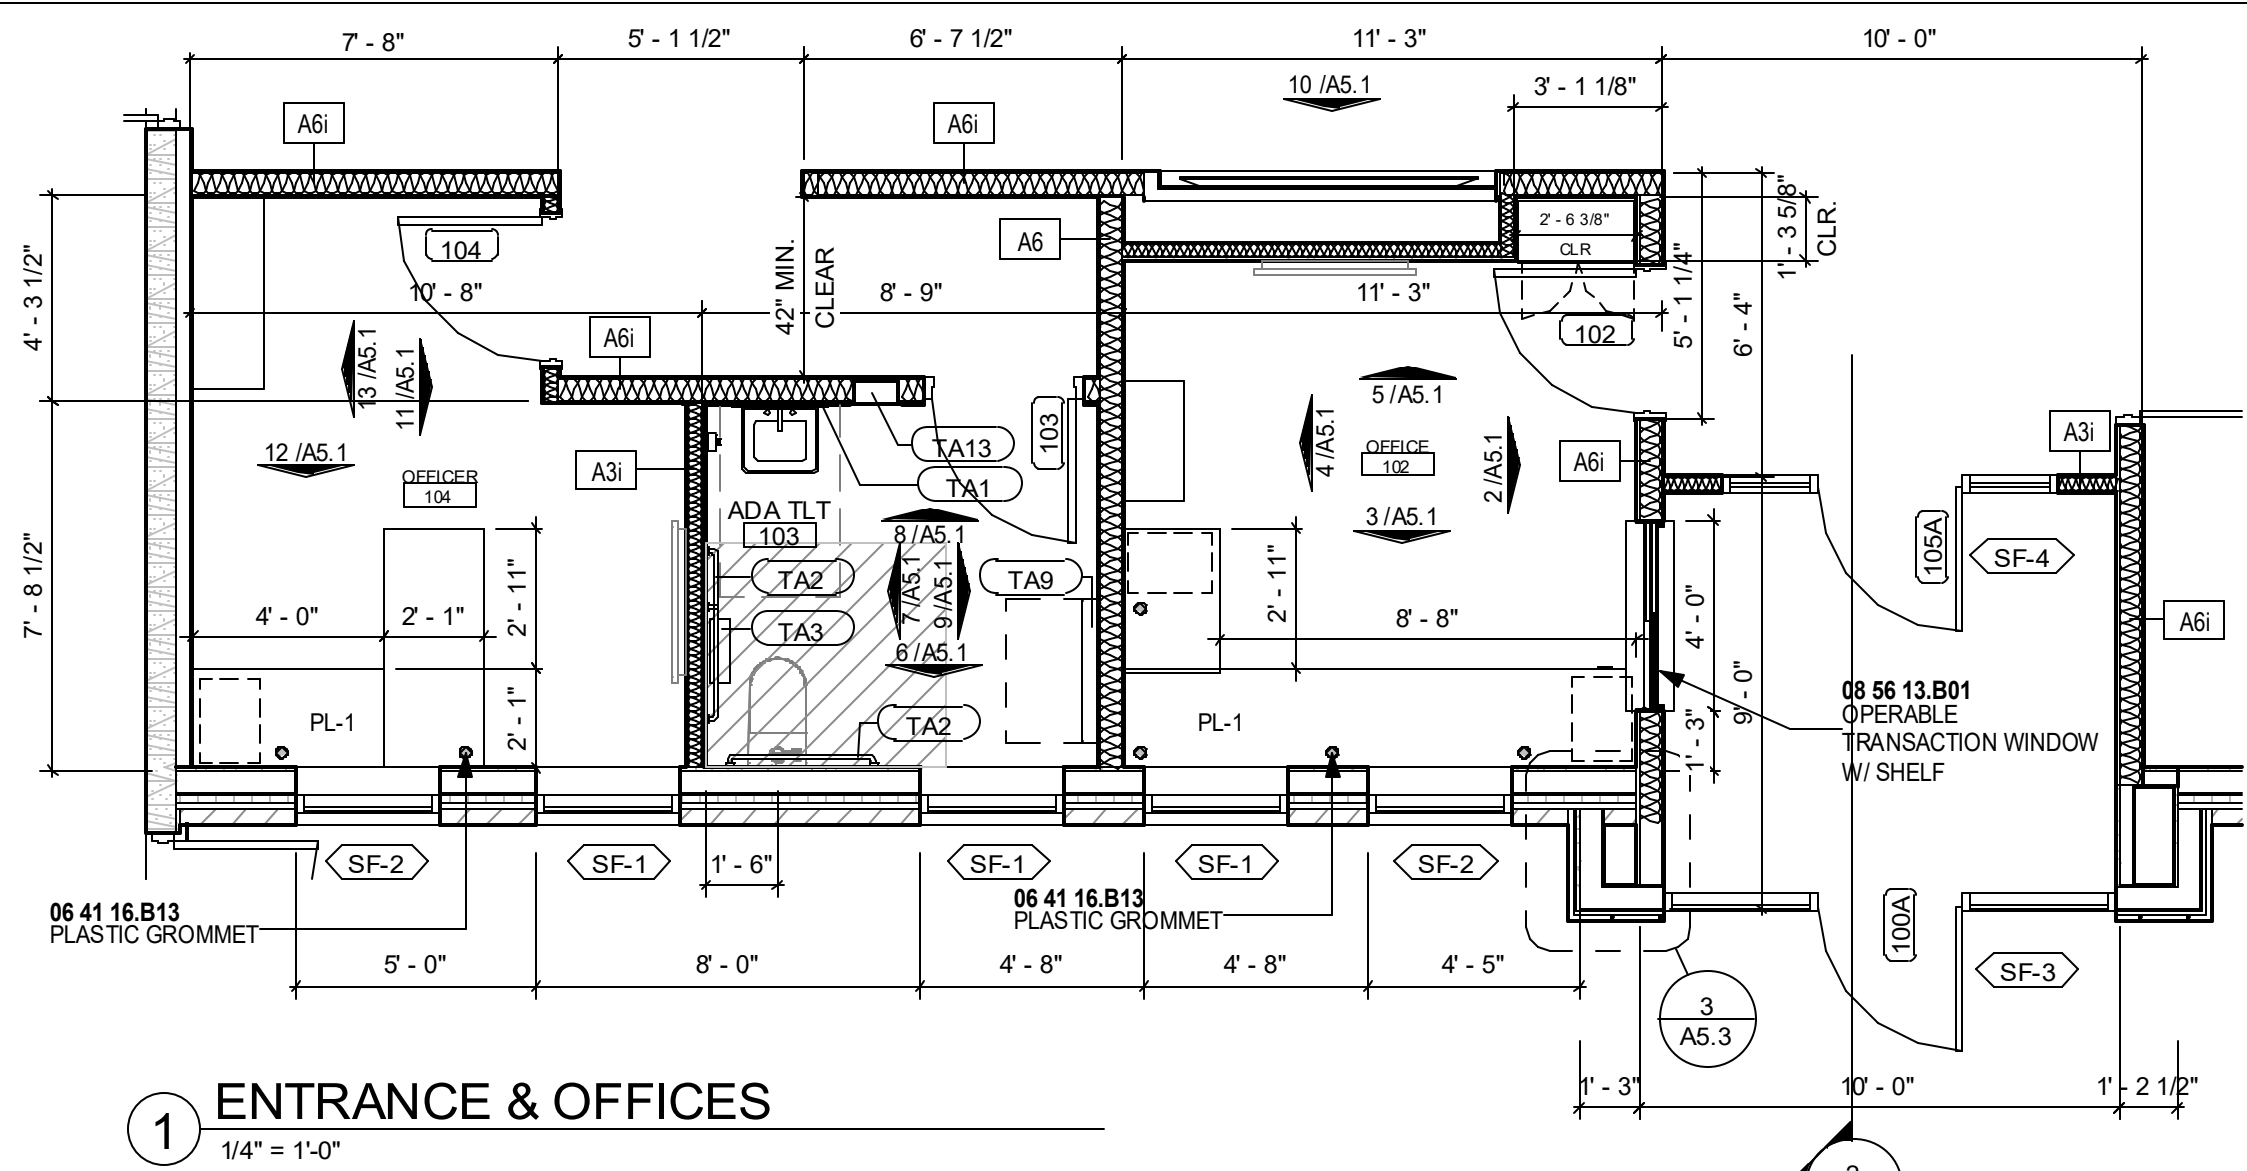 7' - 8"
5' - 1 1/2"
6' - 7 1/2"
11' - 3"
10' - 0"
10 /A5.1
3' - 1 1/8"
A6i
A6i
1' - 3 5/8"
CLR.
2' - 6 3/8"
CLR
A6
104
42" MIN.
CLEAR
4' - 3 1/2"
10' - 8"
8' - 9"
11' - 3"
5' - 1 1/4"
6' - 4"
102
A6i
13 /A5.1
11 /A5.1
5 /A5.1
4 /A5.1
OFFICE
102
2 /A5.1
3 /A5.1
A6i
A3i
12 /A5.1
OFFICER
104
A3i
TA13
TA1
103
ADA TLT
103
8 /A5.1
7 /A5.1
9 /A5.1
6 /A5.1
TA2
TA3
TA9
TA2
105A
SF-4
A6i
7' - 8 1/2"
4' - 0"
2' - 1"
2' - 11"
2' - 1"
2' - 11"
8' - 8"
4' - 0"
1' - 3"
9' - 0"
PL-1
PL-1
08 56 13.B01
OPERABLE
TRANSACTION WINDOW
W/ SHELF
SF-2
SF-1
1' - 6"
SF-1
SF-1
SF-2
06 41 16.B13
PLASTIC GROMMET
06 41 16.B13
PLASTIC GROMMET
100A
SF-3
5' - 0"
8' - 0"
4' - 8"
4' - 8"
4' - 5"
3
A5.3
1' - 3"
10' - 0"
1' - 2 1/2"
1
ENTRANCE & OFFICES
1/4" = 1'-0"